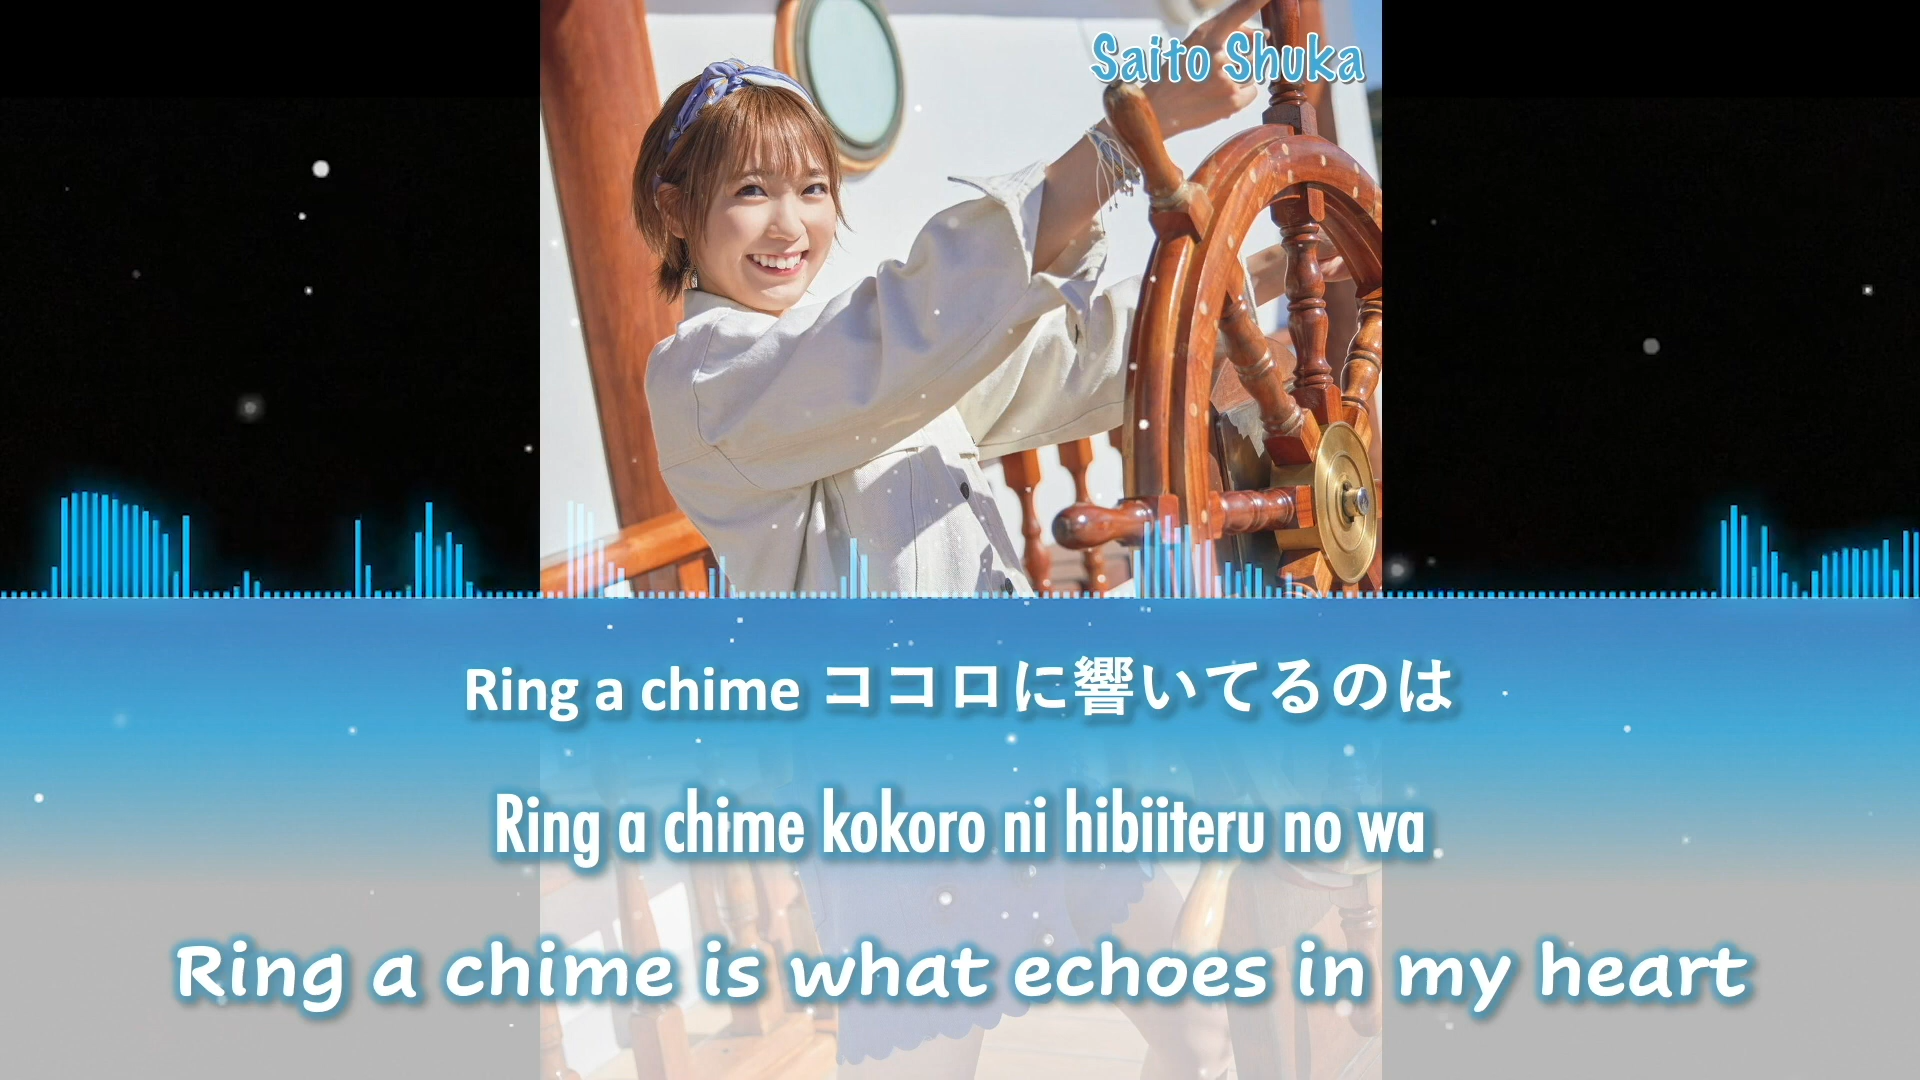 Saito Shuka
Ring a chime ココロに響いてるのは
Ring a chime kokoro ni hibiiteru no wa
Ring a chime is what echoes in my heart